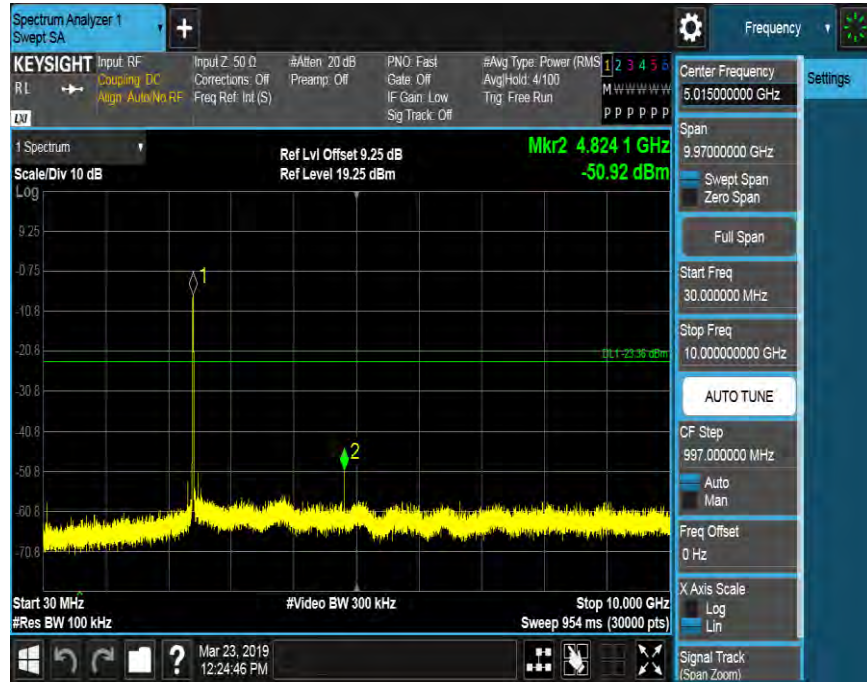 Spectrum Analyzer 1
Swept SA
+
Frequency
KEYSIGHT
RL
LXI
Input: RF
Coupling: DC
Align: Auto/No RF
Input Z: 50 Ω
Corrections: Off
Freq Ref: Int (S)
#Atten: 20 dB
Preamp: Off
PNO: Fast
Gate: Off
IF Gain: Low
Sig Track: Off
#Avg Type: Power (RMS
Avg|Hold: 4/100
Trig: Free Run
1 2 3 4 5 6
M W W W W W
P P P P P P
1 Spectrum
Scale/Div 10 dB
Ref Lvl Offset 9.25 dB
Ref Level 19.25 dBm
Mkr2 4.824 1 GHz
-50.92 dBm
Log
9.25
-0.75
-10.8
-20.8
-30.8
-40.8
-50.8
-60.8
-70.8
1
2
DL1 -23.36 dBm
Start 30 MHz
#Res BW 100 kHz
#Video BW 300 kHz
Stop 10.000 GHz
Sweep 954 ms (30000 pts)
?
Mar 23, 2019
12:24:46 PM
Center Frequency
5.015000000 GHz
Span
9.97000000 GHz
Swept Span
Zero Span
Full Span
Start Freq
30.000000 MHz
Stop Freq
10.000000000 GHz
AUTO TUNE
CF Step
997.000000 MHz
Auto
Man
Freq Offset
0 Hz
X Axis Scale
Log
Lin
Signal Track
(Span Zoom)
Settings